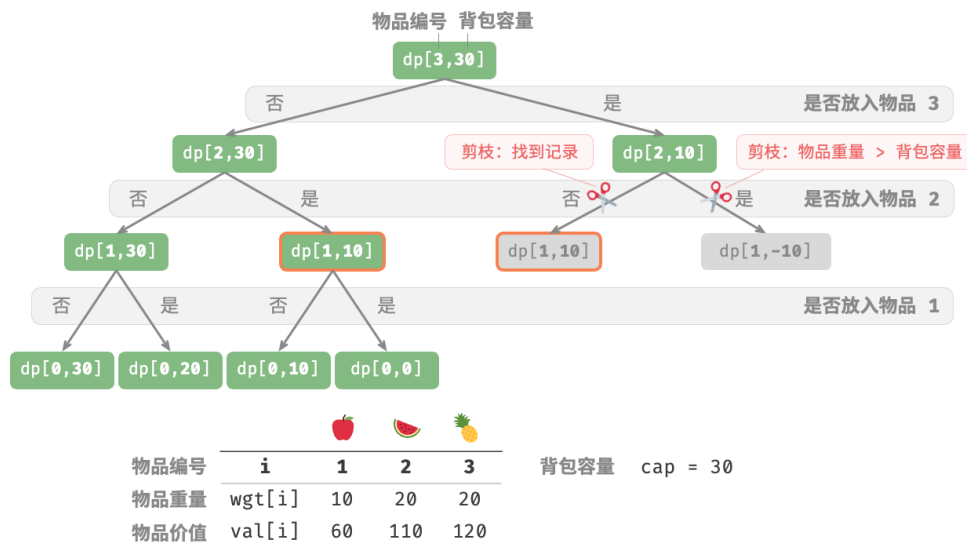 物品编号 背包容量
dp[3,30]
否 是 是否放入物品 3
dp[2,30] 剪枝：找到记录 dp[2,10] 剪枝：物品重量 > 背包容量
否 是 否 是 是否放入物品 2
dp[1,30] dp[1,10] dp[1,10] dp[1,-10]
否 是 否 是 是否放入物品 1
dp[0,30] dp[0,20] dp[0,10] dp[0,0]
物品编号 i 1 2 3 背包容量 cap = 30
物品重量 wgt[i] 10 20 20
物品价值 val[i] 60 110 120